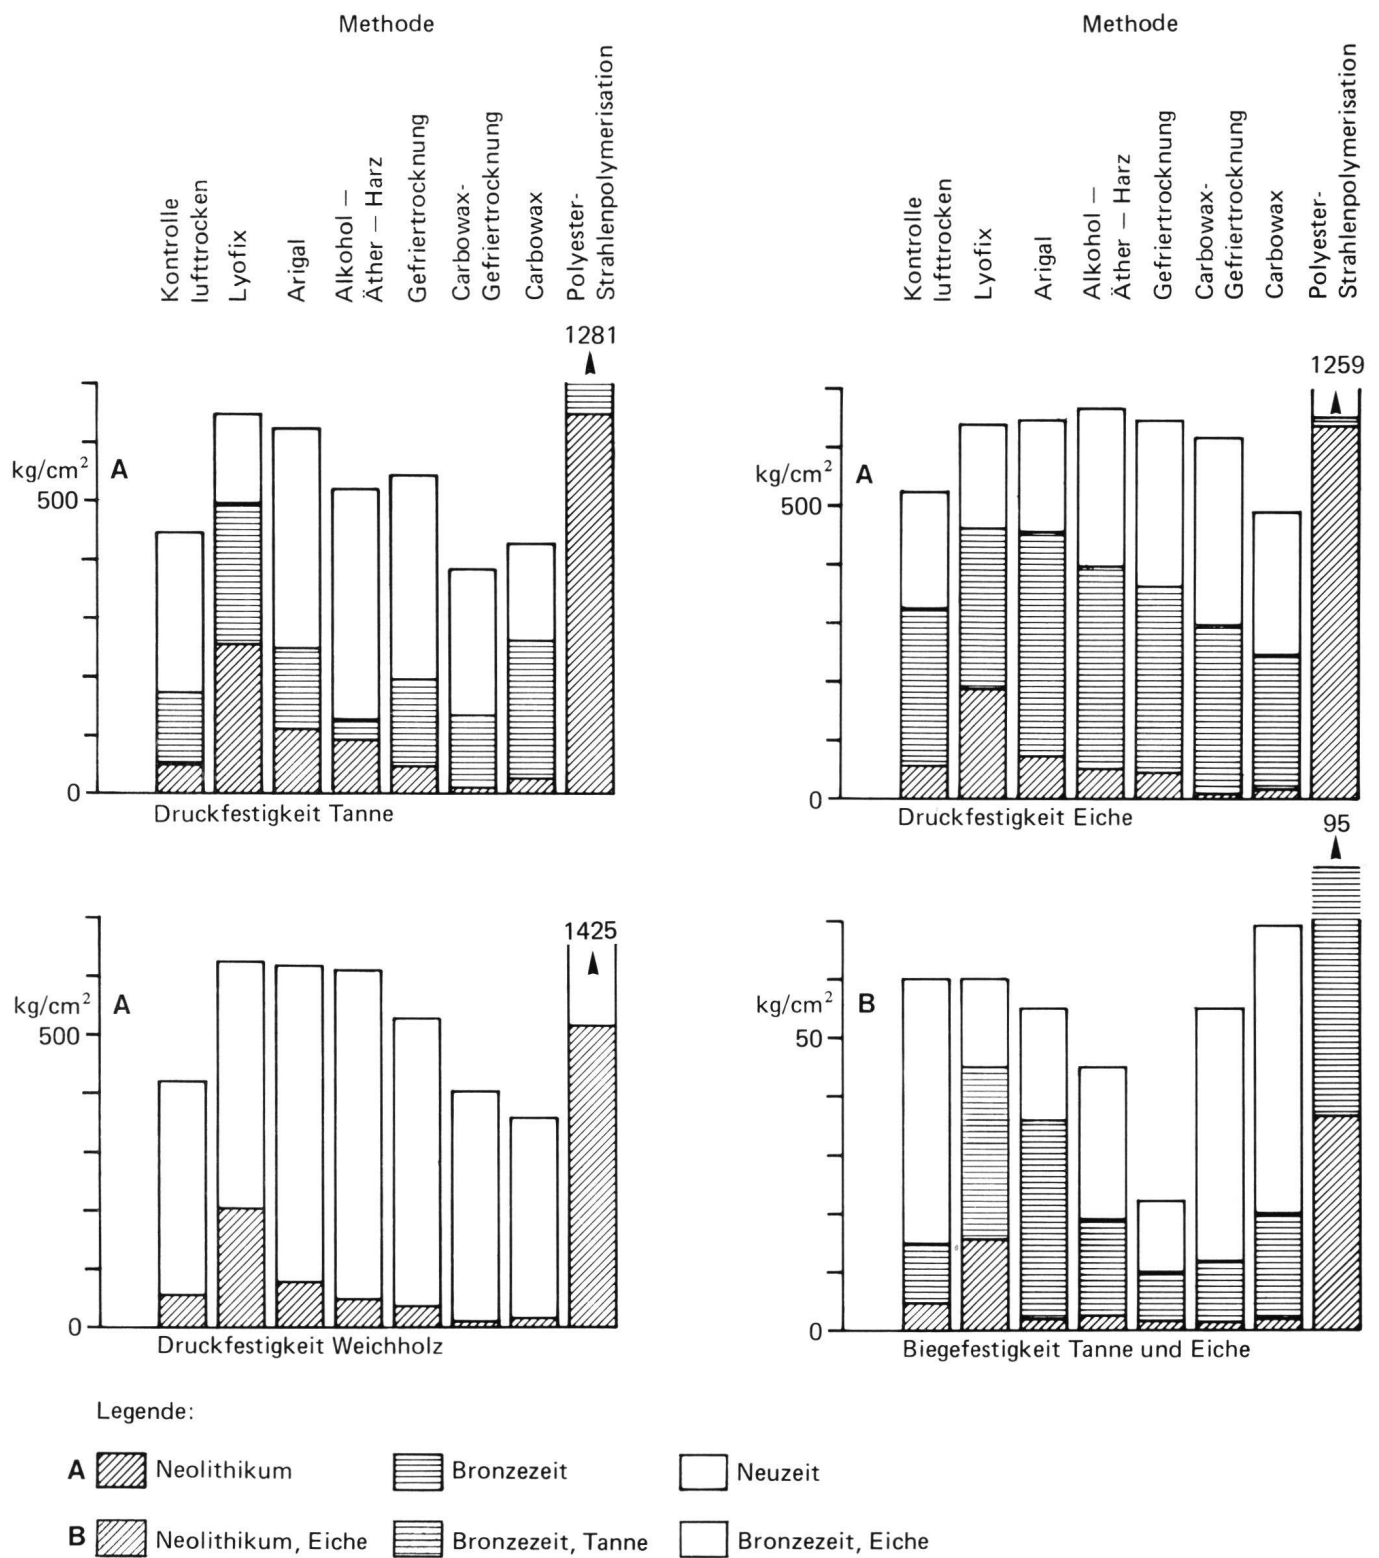 Methode
Kontrolle
lufttrocken
Lyofix
Arigal
Alkohol –
Äther – Harz
Gefriertrocknung
Carbowax-
Gefriertrocknung
Carbowax
Polyester-
Strahlenpolymerisation
1281
kg/cm²
A
500
0
Druckfestigkeit Tanne
Methode
Kontrolle
lufttrocken
Lyofix
Arigal
Alkohol –
Äther – Harz
Gefriertrocknung
Carbowax-
Gefriertrocknung
Carbowax
Polyester-
Strahlenpolymerisation
1259
kg/cm²
A
500
0
Druckfestigkeit Eiche
1425
kg/cm²
A
500
0
Druckfestigkeit Weichholz
95
kg/cm²
B
50
0
Biegefestigkeit Tanne und Eiche
Legende:
A Neolithikum Bronzezeit Neuzeit
B Neolithikum, Eiche Bronzezeit, Tanne Bronzezeit, Eiche